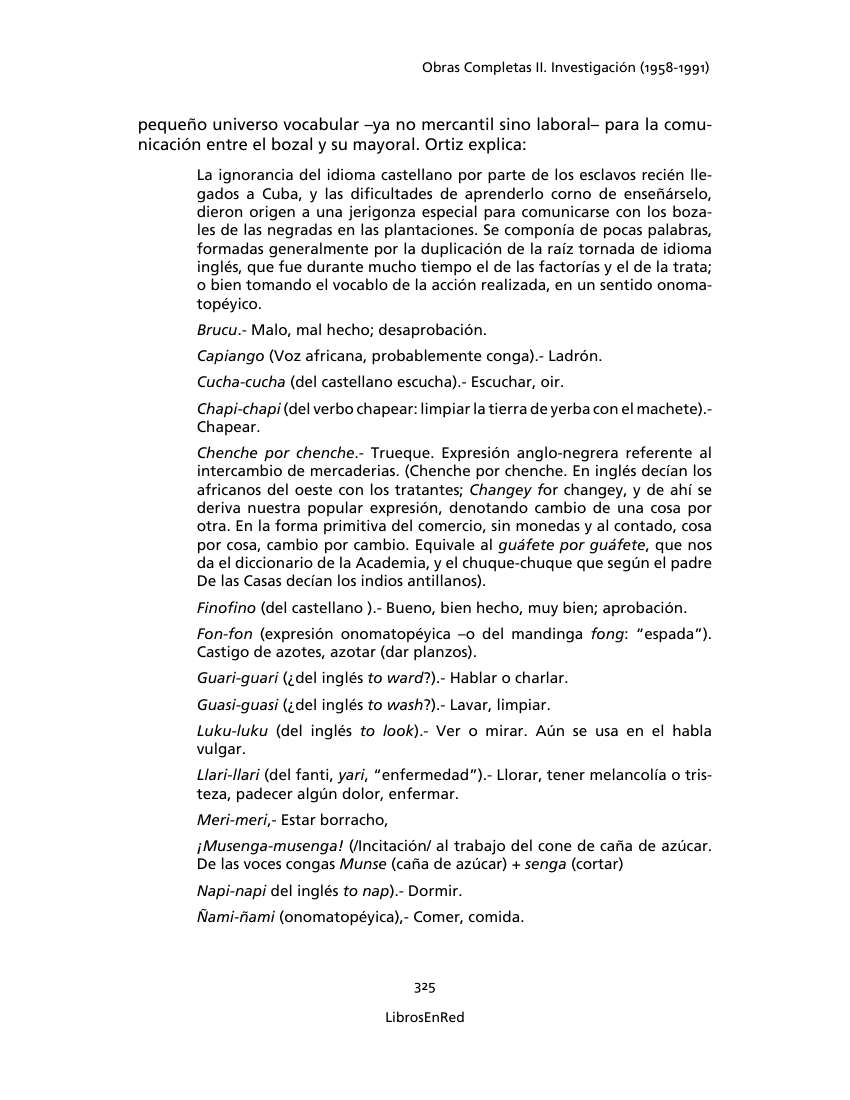 Obras Completas II. Investigación (1958-1991)
pequeño universo vocabular –ya no mercantil sino laboral– para la comu-
nicación entre el bozal y su mayoral. Ortiz explica:
La ignorancia del idioma castellano por parte de los esclavos recién lle-
gados a Cuba, y las dificultades de aprenderlo corno de enseñárselo,
dieron origen a una jerigonza especial para comunicarse con los boza-
les de las negradas en las plantaciones. Se componía de pocas palabras,
formadas generalmente por la duplicación de la raíz tornada de idioma
inglés, que fue durante mucho tiempo el de las factorías y el de la trata;
o bien tomando el vocablo de la acción realizada, en un sentido onoma-
topéyico.
Brucu.- Malo, mal hecho; desaprobación.
Capiango (Voz africana, probablemente conga).- Ladrón.
Cucha-cucha (del castellano escucha).- Escuchar, oir.
Chapi-chapi (del verbo chapear: limpiar la tierra de yerba con el machete).-
Chapear.
Chenche por chenche.- Trueque. Expresión anglo-negrera referente al
intercambio de mercaderias. (Chenche por chenche. En inglés decían los
africanos del oeste con los tratantes; Changey for changey, y de ahí se
deriva nuestra popular expresión, denotando cambio de una cosa por
otra. En la forma primitiva del comercio, sin monedas y al contado, cosa
por cosa, cambio por cambio. Equivale al guáfete por guáfete, que nos
da el diccionario de la Academia, y el chuque-chuque que según el padre
De las Casas decían los indios antillanos).
Finofino (del castellano ).- Bueno, bien hecho, muy bien; aprobación.
Fon-fon (expresión onomatopéyica –o del mandinga fong: “espada”).
Castigo de azotes, azotar (dar planzos).
Guari-guari (¿del inglés to ward?).- Hablar o charlar.
Guasi-guasi (¿del inglés to wash?).- Lavar, limpiar.
Luku-luku (del inglés to look).- Ver o mirar. Aún se usa en el habla
vulgar.
Llari-llari (del fanti, yari, “enfermedad”).- Llorar, tener melancolía o tris-
teza, padecer algún dolor, enfermar.
Meri-meri,- Estar borracho,
¡Musenga-musenga! (/Incitación/ al trabajo del cone de caña de azúcar.
De las voces congas Munse (caña de azúcar) + senga (cortar)
Napi-napi del inglés to nap).- Dormir.
Ñami-ñami (onomatopéyica),- Comer, comida.
325
LibrosEnRed